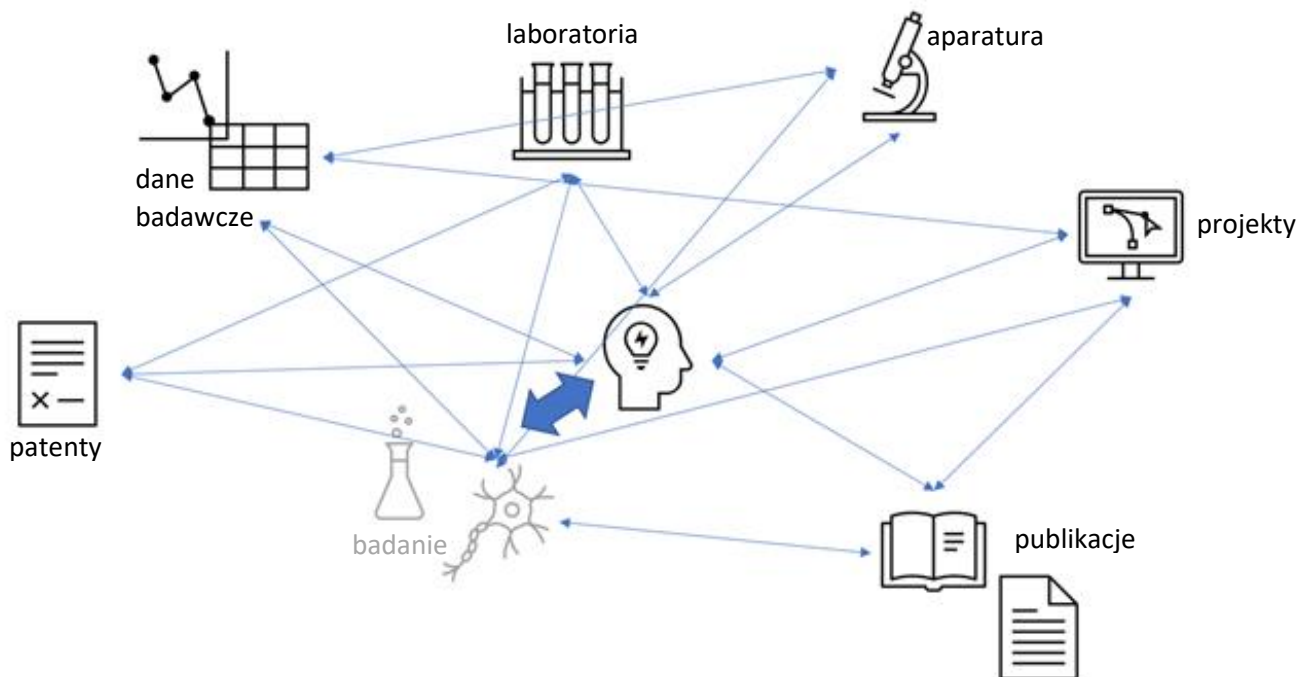 laboratoria
aparatura
dane
badawcze
projekty
patenty
badanie
publikacje